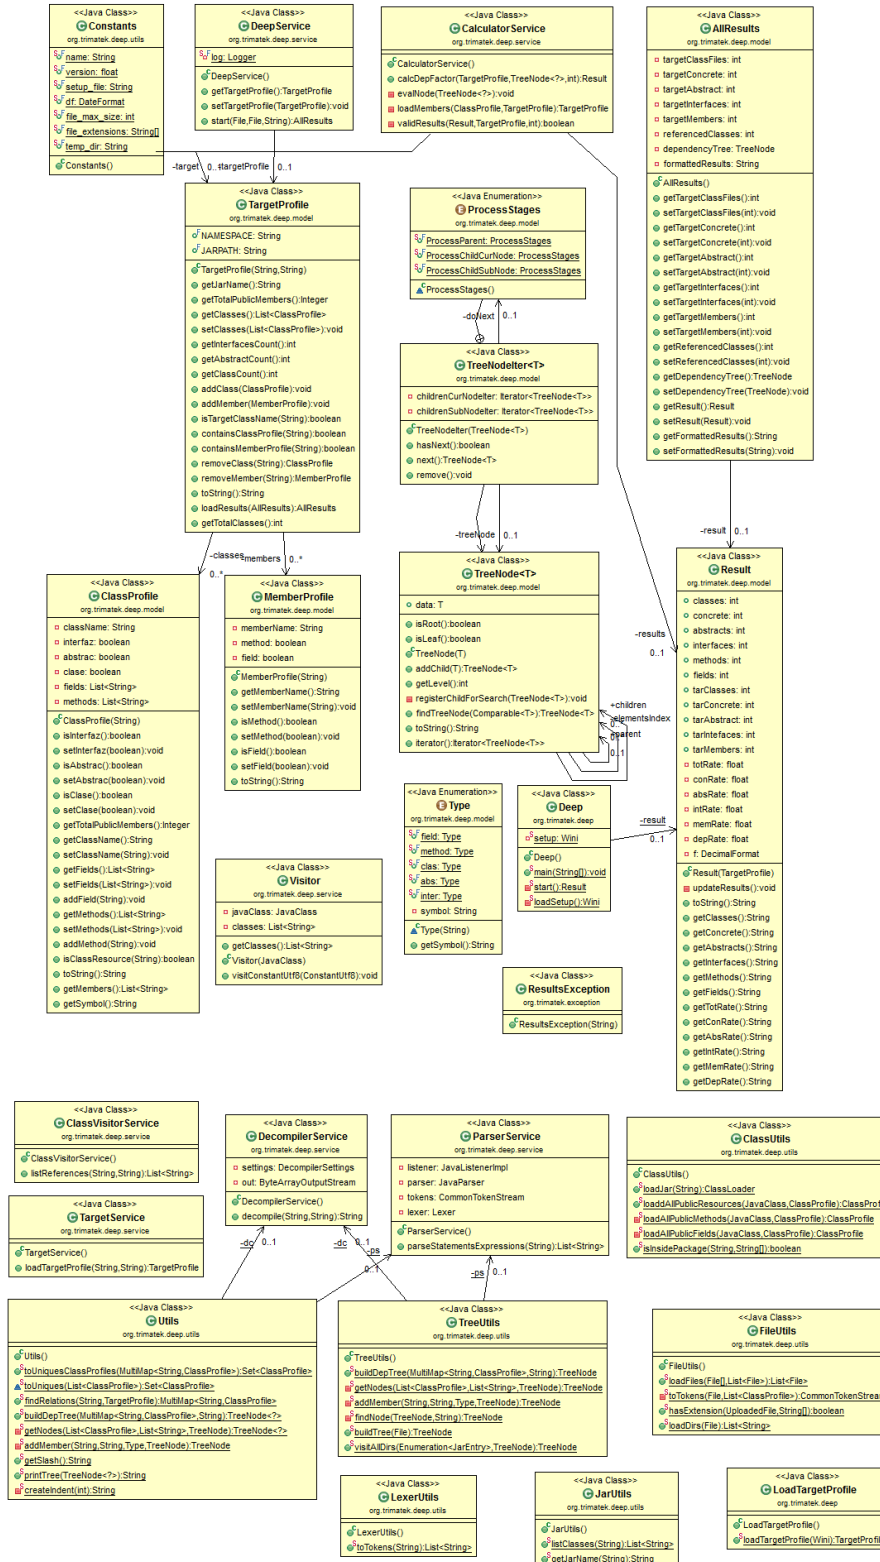 <<Java Class>>
Constants
org.trimatek.deep.utils
name: String
version: float
setup_file: String
df: DateFormat
file_max_size: int
file_extensions: String[]
temp_dir: String
Constants()
<<Java Class>>
DeepService
org.trimatek.deep.service
log: Logger
DeepService()
getTargetProfile():TargetProfile
setTargetProfile(TargetProfile):void
start(File,File,String):AllResults
<<Java Class>>
CalculatorService
org.trimatek.deep.service
CalculatorService()
calcDepFactor(TargetProfile,TreeNode<?>,int):Result
evalNode(TreeNode<?>):void
loadMembers(ClassProfile,TargetProfile):TargetProfile
validResults(Result,TargetProfile,int):boolean
<<Java Class>>
AllResults
org.trimatek.deep.model
targetClassFiles: int
targetConcrete: int
targetAbstract: int
targetInterfaces: int
targetMembers: int
referencedClasses: int
dependencyTree: TreeNode
formattedResults: String
AllResults()
getTargetClassFiles():int
setTargetClassFiles(int):void
getTargetConcrete():int
setTargetConcrete(int):void
getTargetAbstract():int
setTargetAbstract(int):void
getTargetInterfaces():int
setTargetInterfaces(int):void
getTargetMembers():int
setTargetMembers(int):void
getReferencedClasses():int
setReferencedClasses(int):void
getDependencyTree():TreeNode
setDependencyTree(TreeNode):void
getResult():Result
setResult(Result):void
getFormattedResults():String
setFormattedResults(String):void
-target 0..1
-targetProfile 0..1
<<Java Class>>
TargetProfile
org.trimatek.deep.model
NAMESPACE: String
JARPATH: String
TargetProfile(String,String)
getJarName():String
getTotalPublicMembers():Integer
getClasses():List<ClassProfile>
setClasses(List<ClassProfile>):void
getInterfacesCount():int
getAbstractCount():int
getClassCount():int
addClass(ClassProfile):void
addMember(MemberProfile):void
isTargetClassName(String):boolean
containsClassProfile(String):boolean
containsMemberProfile(String):boolean
removeClass(String):ClassProfile
removeMember(String):MemberProfile
toString():String
loadResults(AllResults):AllResults
getTotalClasses():int
<<Java Enumeration>>
ProcessStages
org.trimatek.deep.model
ProcessParent: ProcessStages
ProcessChildCurNode: ProcessStages
ProcessChildSubNode: ProcessStages
ProcessStages()
-doNext 0..1
<<Java Class>>
TreeNodeIter<T>
org.trimatek.deep.model
childrenCurNodeIter: Iterator<TreeNode<T>>
childrenSubNodeIter: Iterator<TreeNode<T>>
TreeNodeIter(TreeNode<T>)
hasNext():boolean
next():TreeNode<T>
remove():void
-treeNode 0..1
-result 0..1
-classes
0..*
-members
0..*
<<Java Class>>
ClassProfile
org.trimatek.deep.model
className: String
interfaz: boolean
abstrac: boolean
clase: boolean
fields: List<String>
methods: List<String>
ClassProfile(String)
isInterfaz():boolean
setInterfaz(boolean):void
isAbstrac():boolean
setAbstrac(boolean):void
isClase():boolean
setClase(boolean):void
getTotalPublicMembers():Integer
getClassName():String
setClassName(String):void
getFields():List<String>
setFields(List<String>):void
addField(String):void
getMethods():List<String>
setMethods(List<String>):void
addMethod(String):void
isClassResource(String):boolean
toString():String
getMembers():List<String>
getSymbol():String
<<Java Class>>
MemberProfile
org.trimatek.deep.model
memberName: String
method: boolean
field: boolean
MemberProfile(String)
getMemberName():String
setMemberName(String):void
isMethod():boolean
setMethod(boolean):void
isField():boolean
setField(boolean):void
toString():String
<<Java Class>>
TreeNode<T>
org.trimatek.deep.model
data: T
isRoot():boolean
isLeaf():boolean
TreeNode(T)
addChild(T):TreeNode<T>
getLevel():int
registerChildForSearch(TreeNode<T>):void
findTreeNode(Comparable<T>):TreeNode<T>
toString():String
iterator():Iterator<TreeNode<T>>
+children
-elementsIndex
0..1
-results
0..1
<<Java Class>>
Result
org.trimatek.deep.model
classes: int
concrete: int
abstracts: int
interfaces: int
methods: int
fields: int
tarClasses: int
tarConcrete: int
tarAbstract: int
tarIntefaces: int
tarMembers: int
totRate: float
conRate: float
absRate: float
intRate: float
memRate: float
depRate: float
f: DecimalFormat
Result(TargetProfile)
updateResults():void
toString():String
getClasses():String
getConcrete():String
getAbstracts():String
getInterfaces():String
getMethods():String
getFields():String
getTotRate():String
getConRate():String
getAbsRate():String
getIntRate():String
getMemRate():String
getDepRate():String
<<Java Enumeration>>
Type
org.trimatek.deep.model
field: Type
method: Type
clas: Type
abs: Type
inter: Type
symbol: String
Type(String)
getSymbol():String
<<Java Class>>
Deep
org.trimatek.deep
setup: Wini
Deep()
main(String[]):void
start():Result
loadSetup():Wini
-result
0..1
<<Java Class>>
Visitor
org.trimatek.deep.service
javaClass: JavaClass
classes: List<String>
getClasses():List<String>
Visitor(JavaClass)
visitConstantUtf8(ConstantUtf8):void
<<Java Class>>
ResultsException
org.trimatek.exception
ResultsException(String)
<<Java Class>>
ClassVisitorService
org.trimatek.deep.service
ClassVisitorService()
listReferences(String,String):List<String>
<<Java Class>>
DecompilerService
org.trimatek.deep.service
settings: DecompilerSettings
out: ByteArrayOutputStream
DecompilerService()
decompile(String,String):String
<<Java Class>>
ParserService
org.trimatek.deep.service
listener: JavaListenerImpl
parser: JavaParser
tokens: CommonTokenStream
lexer: Lexer
ParserService()
parseStatementsExpressions(String):List<String>
<<Java Class>>
ClassUtils
org.trimatek.deep.utils
ClassUtils()
loadJar(String):ClassLoader
loaddAllPublicResources(JavaClass,ClassProfile):ClassProf
loadAllPublicMethods(JavaClass,ClassProfile):ClassProfile
loadAllPublicFields(JavaClass,ClassProfile):ClassProfile
isInsidePackage(String,String[]):boolean
<<Java Class>>
TargetService
org.trimatek.deep.service
TargetService()
loadTargetProfile(String,String):TargetProfile
-dc 0..1
-dc 0..1
-ps
0..1
-ps 0..1
<<Java Class>>
Utils
org.trimatek.deep.utils
Utils()
toUniquesClassProfiles(MultiMap<String,ClassProfile>):Set<ClassProfile>
toUniques(List<ClassProfile>):Set<ClassProfile>
findRelations(String,TargetProfile):MultiMap<String,ClassProfile>
buildDepTree(MultiMap<String,ClassProfile>,String):TreeNode<?>
getNodes(List<ClassProfile>,List<String>,TreeNode):TreeNode<?>
addMember(String,String,Type,TreeNode):TreeNode
getSlash():String
printTree(TreeNode<?>):String
createIndent(int):String
<<Java Class>>
TreeUtils
org.trimatek.deep.utils
TreeUtils()
buildDepTree(MultiMap<String,ClassProfile>,String):TreeNode
getNodes(List<ClassProfile>,List<String>,TreeNode):TreeNode
addMember(String,String,Type,TreeNode):TreeNode
findNode(TreeNode,String):TreeNode
buildTree(File):TreeNode
visitAllDirs(Enumeration<JarEntry>,TreeNode):TreeNode
<<Java Class>>
FileUtils
org.trimatek.deep.utils
FileUtils()
loadFiles(File[],List<File>):List<File>
toTokens(File,List<ClassProfile>):CommonTokenStream
hasExtension(UploadedFile,String[]):boolean
loadDirs(File):List<String>
<<Java Class>>
LexerUtils
org.trimatek.deep.utils
LexerUtils()
toTokens(String):List<String>
<<Java Class>>
JarUtils
org.trimatek.deep.utils
JarUtils()
listClasses(String):List<String>
getJarName(String):String
<<Java Class>>
LoadTargetProfile
org.trimatek.deep
LoadTargetProfile()
loadTargetProfile(Wini):TargetProfile